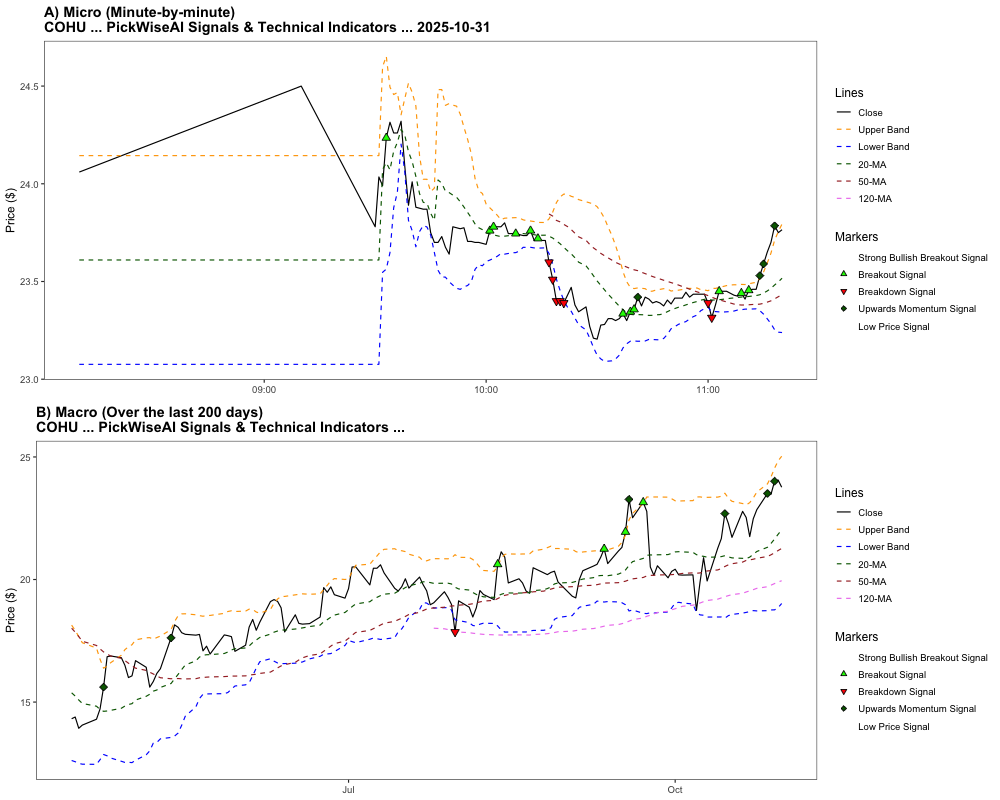 A) Micro (Minute-by-minute)
COHU ... PickWiseAI Signals & Technical Indicators ... 2025-10-31
Price ($)
24.5
24.0
23.5
23.0
09:00
10:00
11:00
Lines
Close
Upper Band
Lower Band
20-MA
50-MA
120-MA
Markers
Strong Bullish Breakout Signal
Breakout Signal
Breakdown Signal
Upwards Momentum Signal
Low Price Signal
B) Macro (Over the last 200 days)
COHU ... PickWiseAI Signals & Technical Indicators ...
Price ($)
25
20
15
Jul
Oct
Lines
Close
Upper Band
Lower Band
20-MA
50-MA
120-MA
Markers
Strong Bullish Breakout Signal
Breakout Signal
Breakdown Signal
Upwards Momentum Signal
Low Price Signal